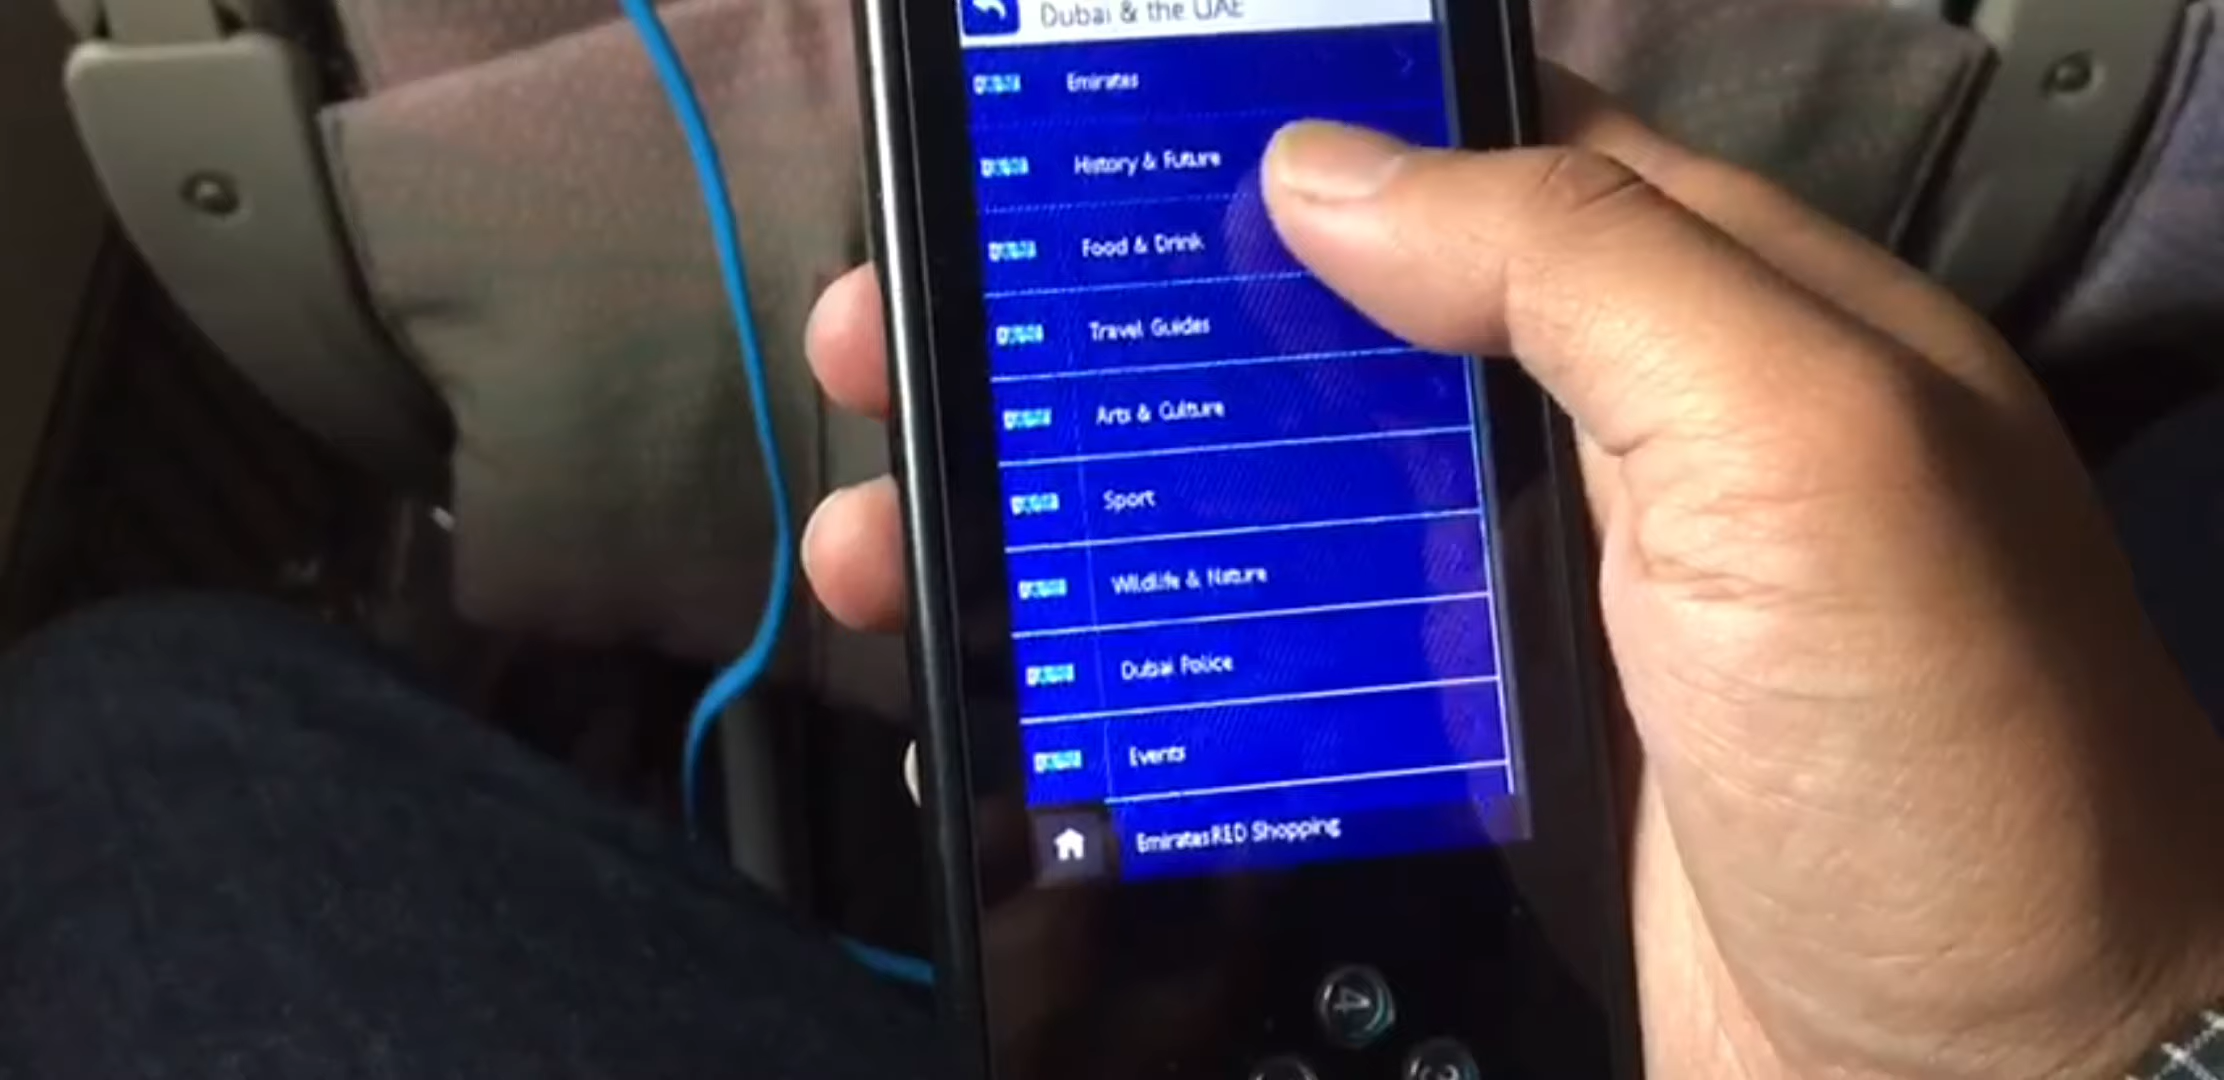 Dubai & the UAE
Emirates
History & Future
Food & Drink
Travel Guides
Arts & Culture
Sport
Wildlife & Nature
Dubai Police
Events
EmiratesRED Shopping
4